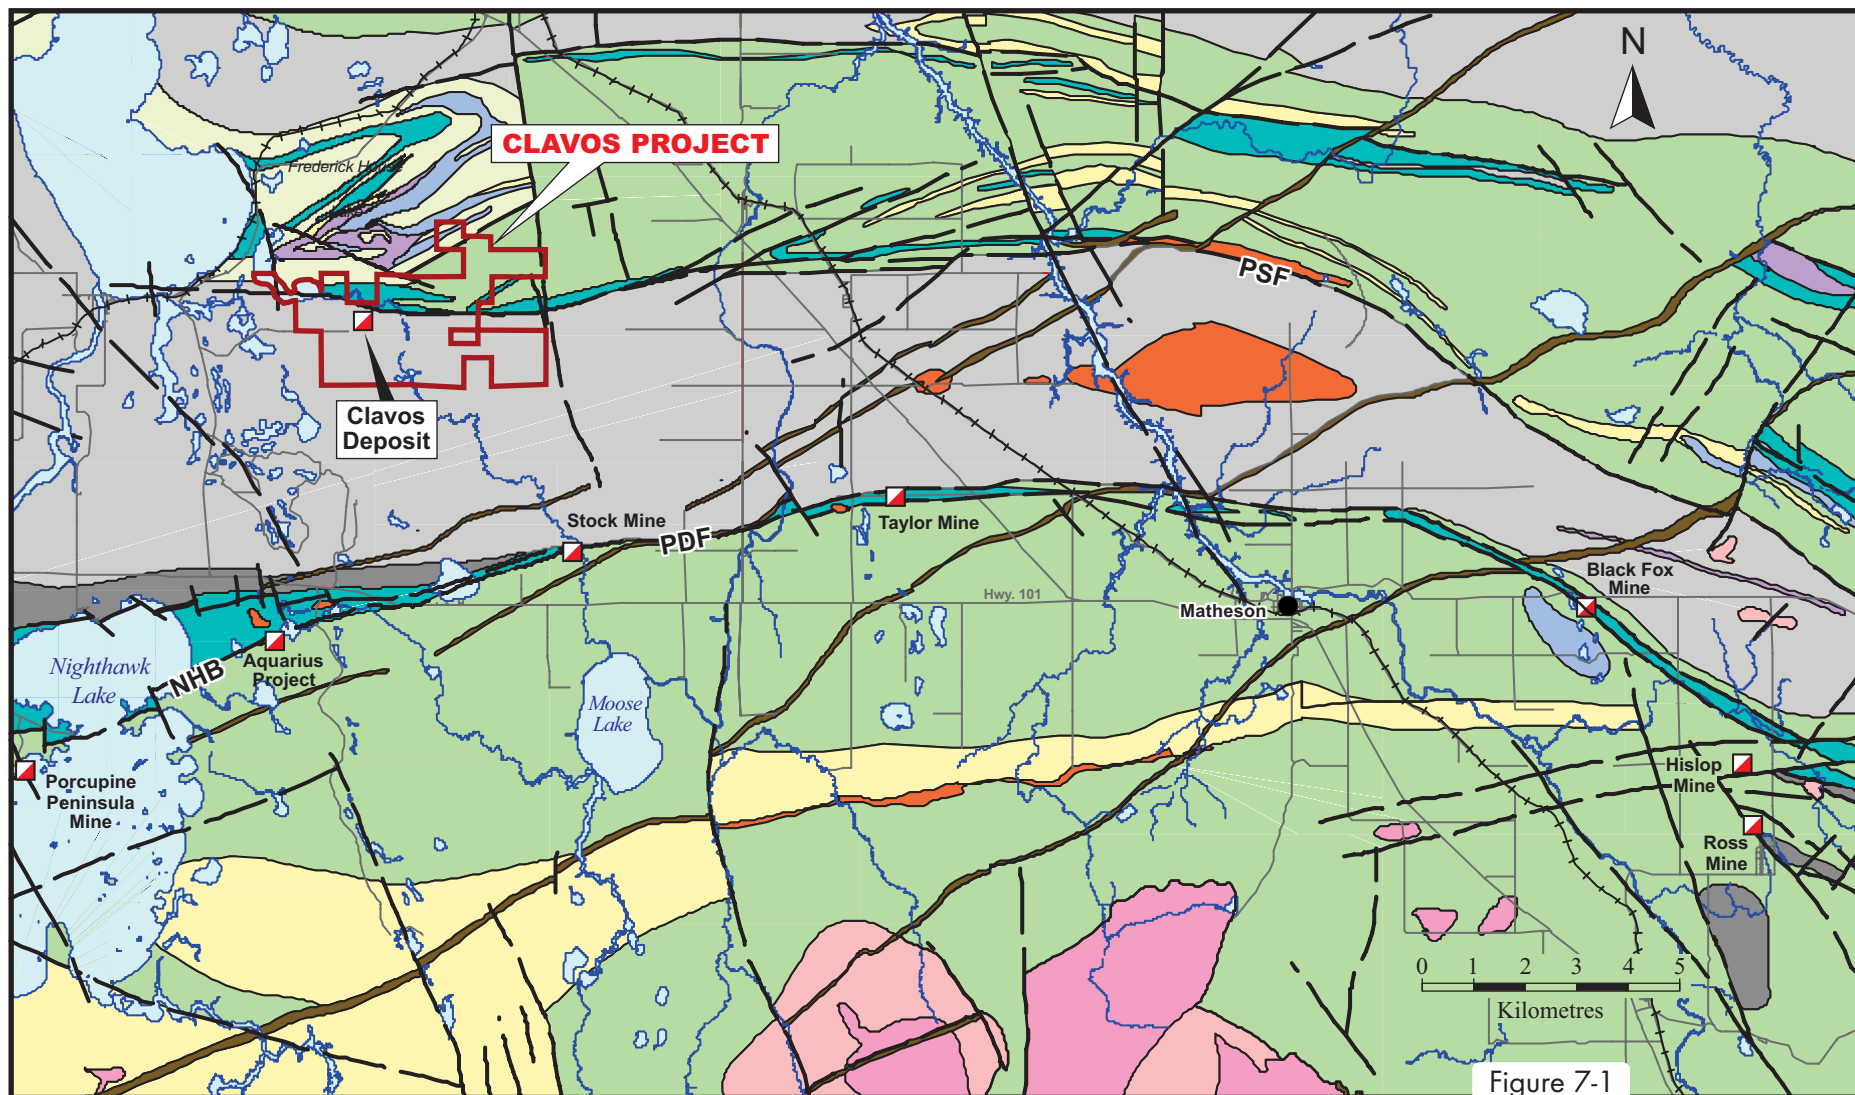 N
CLAVOS PROJECT
Frederick House
PSF
Clavos
Deposit
Stock Mine
PDF
Taylor Mine
Black Fox
Mine
Hwy. 101
Matheson
Nighthawk
Lake
NHB
Aquarius
Project
Moose
Lake
Porcupine
Peninsula
Mine
Hislop
Mine
Ross
Mine
0 1 2 3 4 5
Kilometres
Figure 7-1